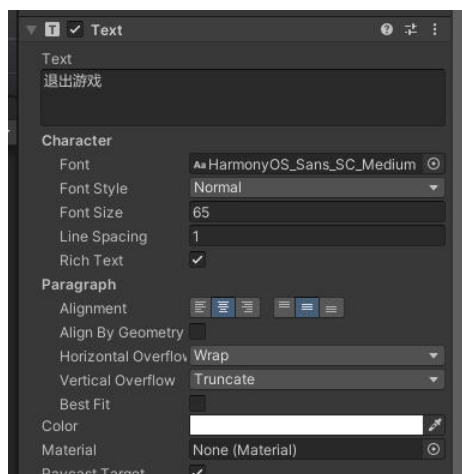 Text
Text
退出游戏
Character
Font Aa HarmonyOS_Sans_SC_Medium
Font Style Normal
Font Size 65
Line Spacing 1
Rich Text
Paragraph
Alignment
Align By Geometry
Horizontal Overflov Wrap
Vertical Overflow Truncate
Best Fit
Color
Material None (Material)
Raycast Target